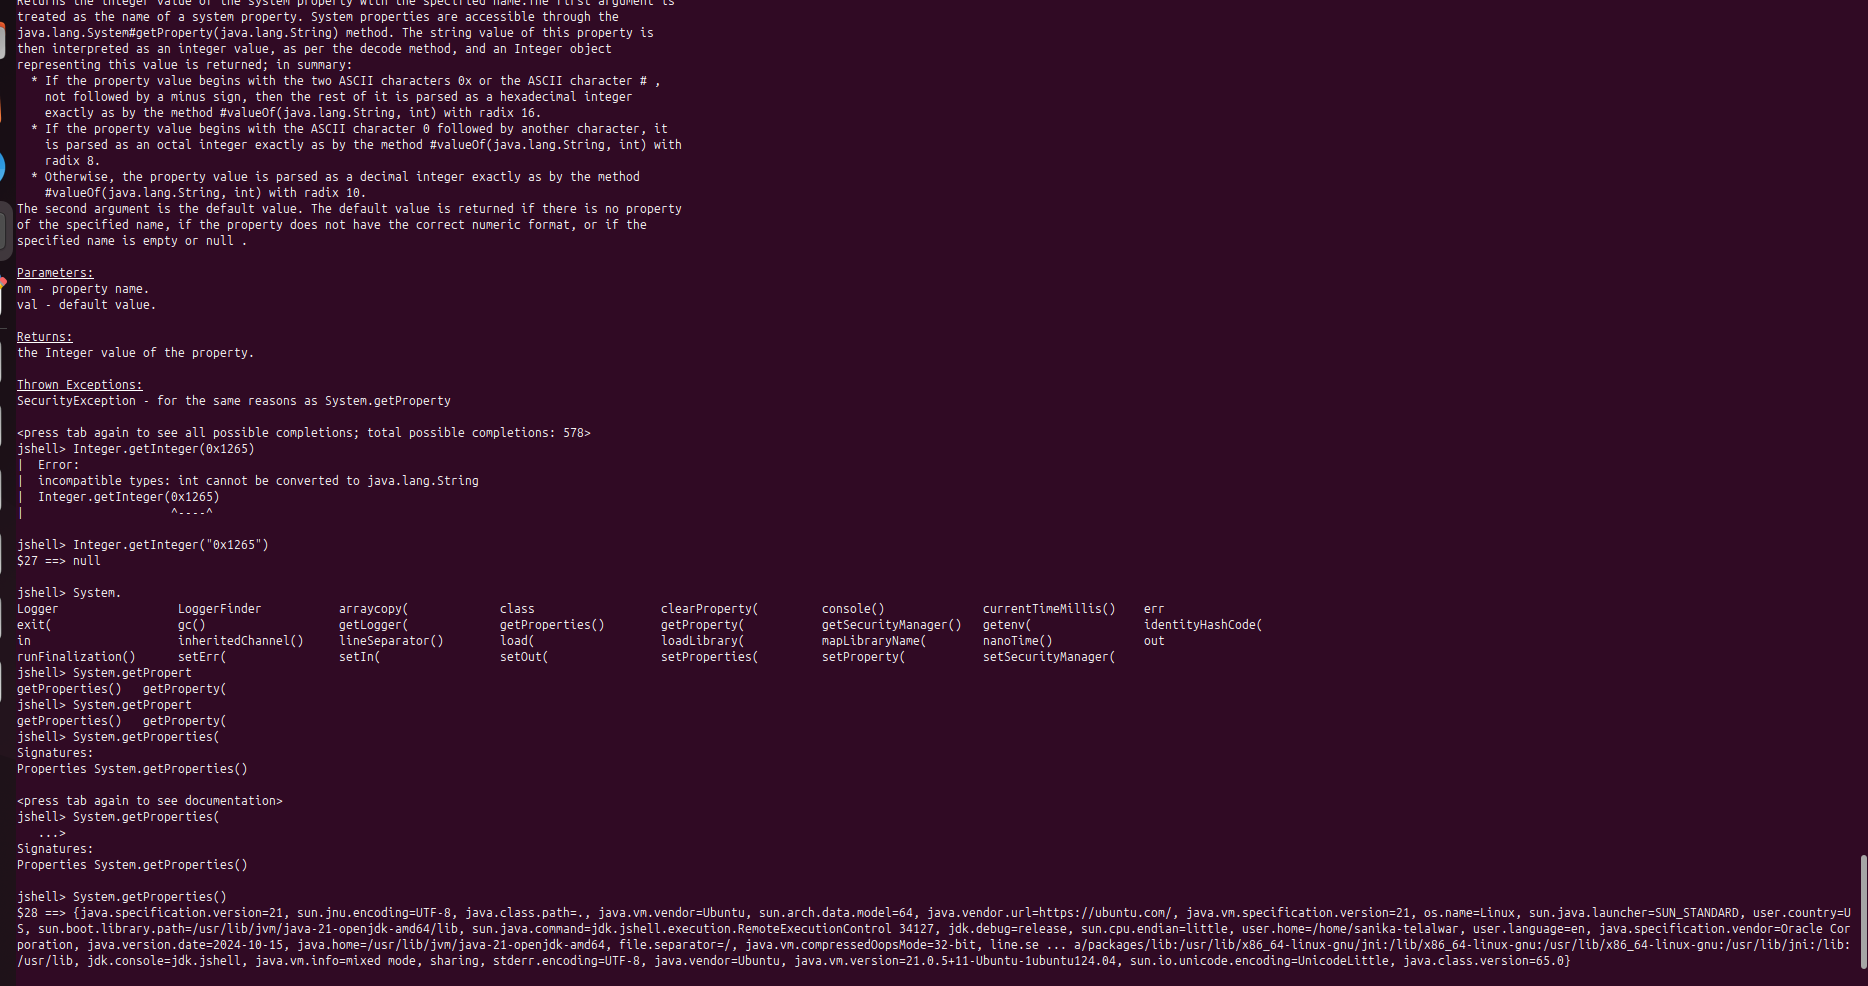 Returns the Integer value of the system property with the specified name.The first argument is
treated as the name of a system property. System properties are accessible through the
java.lang.System#getProperty(java.lang.String) method. The string value of this property is
then interpreted as an integer value, as per the decode method, and an Integer object
representing this value is returned; in summary:
  * If the property value begins with the two ASCII characters 0x or the ASCII character # ,
    not followed by a minus sign, then the rest of it is parsed as a hexadecimal integer
    exactly as by the method #valueOf(java.lang.String, int) with radix 16.
  * If the property value begins with the ASCII character 0 followed by another character, it
    is parsed as an octal integer exactly as by the method #valueOf(java.lang.String, int) with
    radix 8.
  * Otherwise, the property value is parsed as a decimal integer exactly as by the method
    #valueOf(java.lang.String, int) with radix 10.
The second argument is the default value. The default value is returned if there is no property
of the specified name, if the property does not have the correct numeric format, or if the
specified name is empty or null .
Parameters:
nm - property name.
val - default value.
Returns:
the Integer value of the property.
Thrown Exceptions:
SecurityException - for the same reasons as System.getProperty
<press tab again to see all possible completions; total possible completions: 578>
jshell> Integer.getInteger(0x1265)
|  Error:
|  incompatible types: int cannot be converted to java.lang.String
|  Integer.getInteger(0x1265)
|                     ^----^
jshell> Integer.getInteger("0x1265")
$27 ==> null
jshell> System.
Logger                 LoggerFinder           arraycopy(             class                  clearProperty(         console()              currentTimeMillis()    err
exit(                  gc()                   getLogger(             getProperties()        getProperty(           getSecurityManager()   getenv(                identityHashCode(
in                     inheritedChannel()     lineSeparator()        load(                  loadLibrary(           mapLibraryName(        nanoTime()             out
runFinalization()      setErr(                setIn(                 setOut(                setProperties(         setProperty(           setSecurityManager(
jshell> System.getPropert
getProperties()   getProperty(
jshell> System.getPropert
getProperties()   getProperty(
jshell> System.getProperties(
Signatures:
Properties System.getProperties()
<press tab again to see documentation>
jshell> System.getProperties(
   ...>
Signatures:
Properties System.getProperties()
jshell> System.getProperties()
$28 ==> {java.specification.version=21, sun.jnu.encoding=UTF-8, java.class.path=., java.vm.vendor=Ubuntu, sun.arch.data.model=64, java.vendor.url=https://ubuntu.com/, java.vm.specification.version=21, os.name=Linux, sun.java.launcher=SUN_STANDARD, user.country=U
S, sun.boot.library.path=/usr/lib/jvm/java-21-openjdk-amd64/lib, sun.java.command=jdk.jshell.execution.RemoteExecutionControl 34127, jdk.debug=release, sun.cpu.endian=little, user.home=/home/sanika-telalwar, user.language=en, java.specification.vendor=Oracle Cor
poration, java.version.date=2024-10-15, java.home=/usr/lib/jvm/java-21-openjdk-amd64, file.separator=/, java.vm.compressedOopsMode=32-bit, line.se ... a/packages/lib:/usr/lib/x86_64-linux-gnu/jni:/lib/x86_64-linux-gnu:/usr/lib/x86_64-linux-gnu:/usr/lib/jni:/lib:
/usr/lib, jdk.console=jdk.jshell, java.vm.info=mixed mode, sharing, stderr.encoding=UTF-8, java.vendor=Ubuntu, java.vm.version=21.0.5+11-Ubuntu-1ubuntu124.04, sun.io.unicode.encoding=UnicodeLittle, java.class.version=65.0}